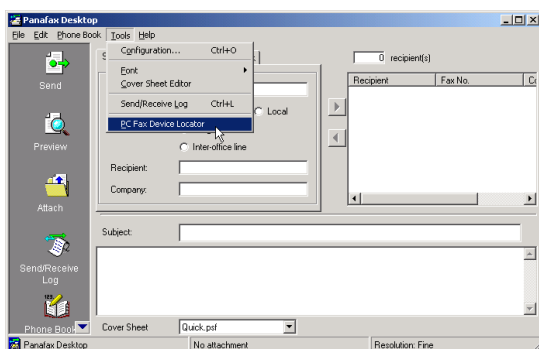 Panafax Desktop
File Edit Phone Book Tools Help
Configuration... Ctrl+O
Font
Cover Sheet Editor
Send/Receive Log Ctrl+L
PC Fax Device Locator
Send
Preview
Attach
Send/Receive
Log
Phone Book
Local
Inter-office line
Recipient:
Company:
0 recipient(s)
Recipient Fax No.
Subject:
Cover Sheet Quick.psf
Panafax Desktop No attachment Resolution: Fine